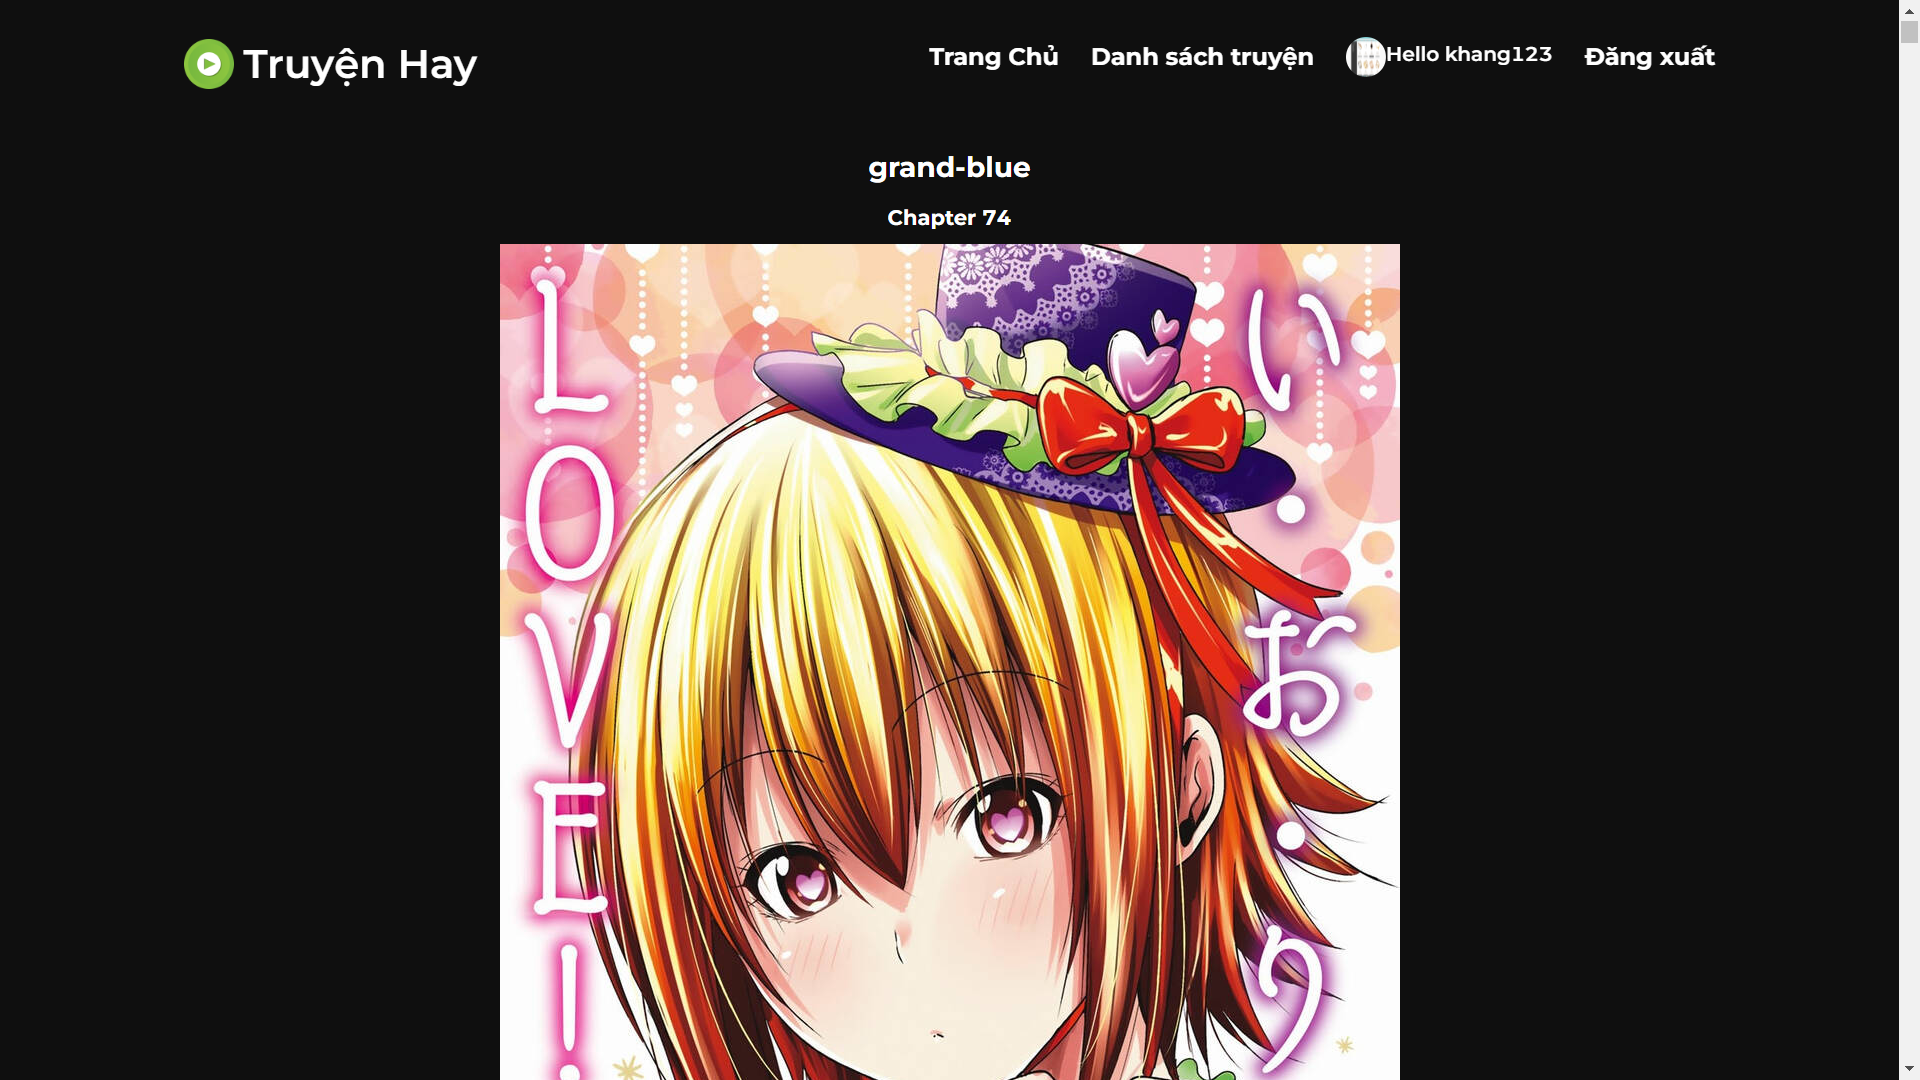 Truyện Hay
Trang Chủ
Danh sách truyện
Hello khang123
Đăng xuất
grand-blue
Chapter 74
LOVE!
い・お・り